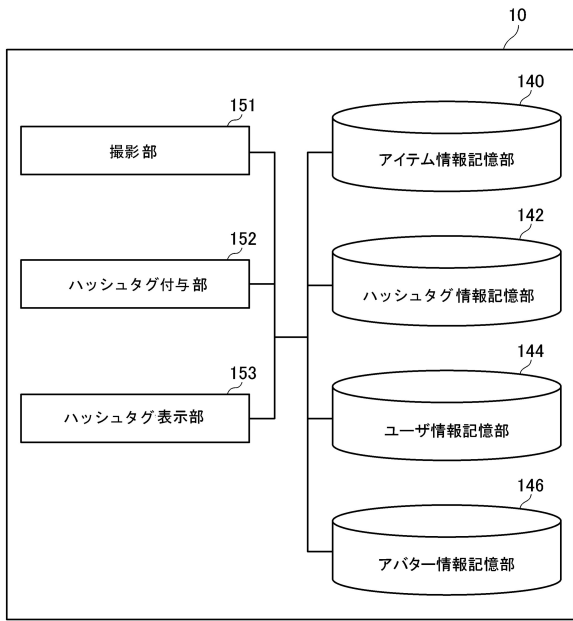 10
151
撮影部
152
ハッシュタグ付与部
153
ハッシュタグ表示部
140
アイテム情報記憶部
142
ハッシュタグ情報記憶部
144
ユーザ情報記憶部
146
アバター情報記憶部